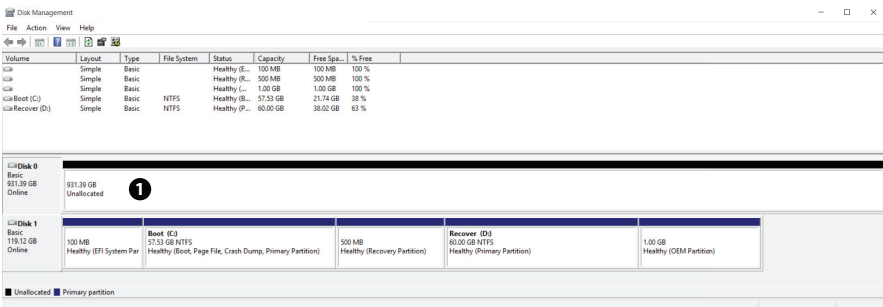 Disk Management
File Action View Help
Volume Layout Type File System Status Capacity Free Spa... % Free
Simple Basic Healthy (E... 100 MB 100 MB 100 %
Simple Basic Healthy (R... 500 MB 500 MB 100 %
Simple Basic Healthy (... 1.00 GB 1.00 GB 100 %
Boot (C:) Simple Basic NTFS Healthy (B... 57.53 GB 21.74 GB 38 %
Recover (D:) Simple Basic NTFS Healthy (P... 60.00 GB 38.02 GB 63 %
Disk 0
Basic
931.39 GB
Online
931.39 GB
Unallocated
1
Disk 1
Basic
119.12 GB
Online
100 MB
Healthy (EFI System Par
Boot (C:)
57.53 GB NTFS
Healthy (Boot, Page File, Crash Dump, Primary Partition)
500 MB
Healthy (Recovery Partition)
Recover (D:)
60.00 GB NTFS
Healthy (Primary Partition)
1.00 GB
Healthy (OEM Partition)
Unallocated Primary partition